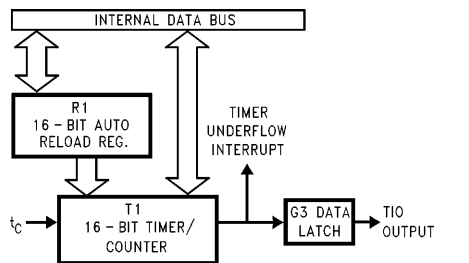 INTERNAL DATA BUS
R1
16-BIT AUTO
RELOAD REG.
TIMER
UNDERFLOW
INTERRUPT
T1
16-BIT TIMER/
COUNTER
tC
G3 DATA
LATCH
TIO
OUTPUT